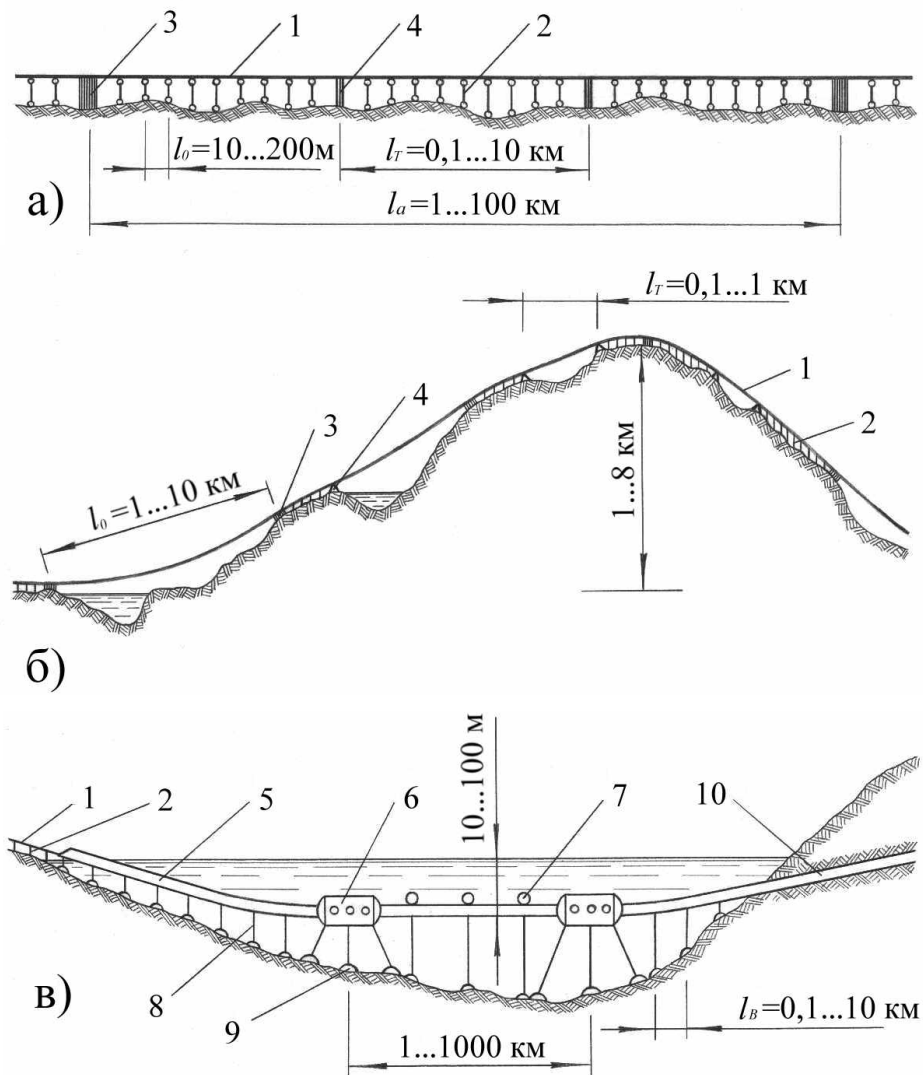 3 1 4 2
l₀=10...200м
lT=0,1...10 км
lа=1...100 км
а)
lT=0,1...1 км
1
4
3
2
l₀=1...10 км
1...8 км
б)
10...100 м
1 2 5 6 7 10
8
9
в)
lВ=0,1...10 км
1...1000 км